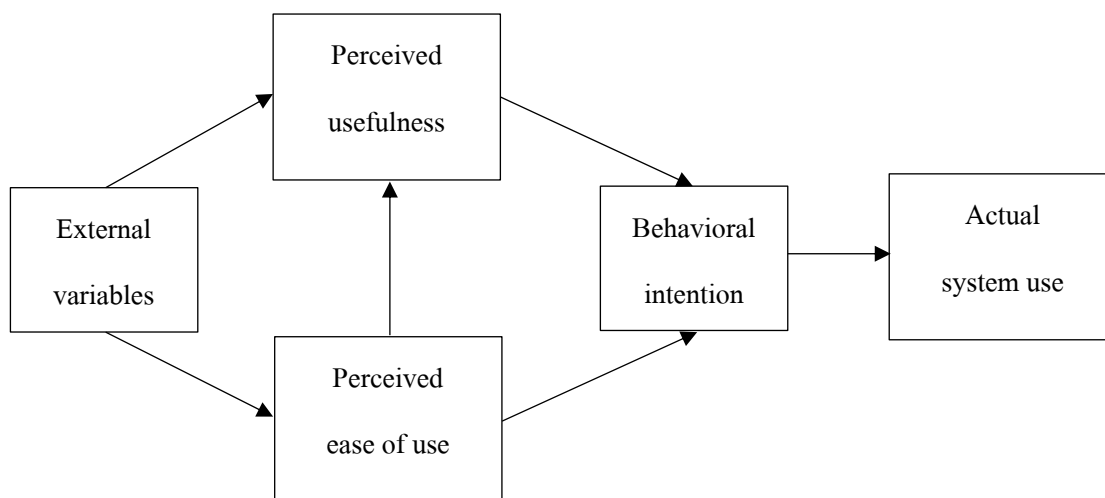 Perceived
usefulness
External
variables
Behavioral
intention
Actual
system use
Perceived
ease of use